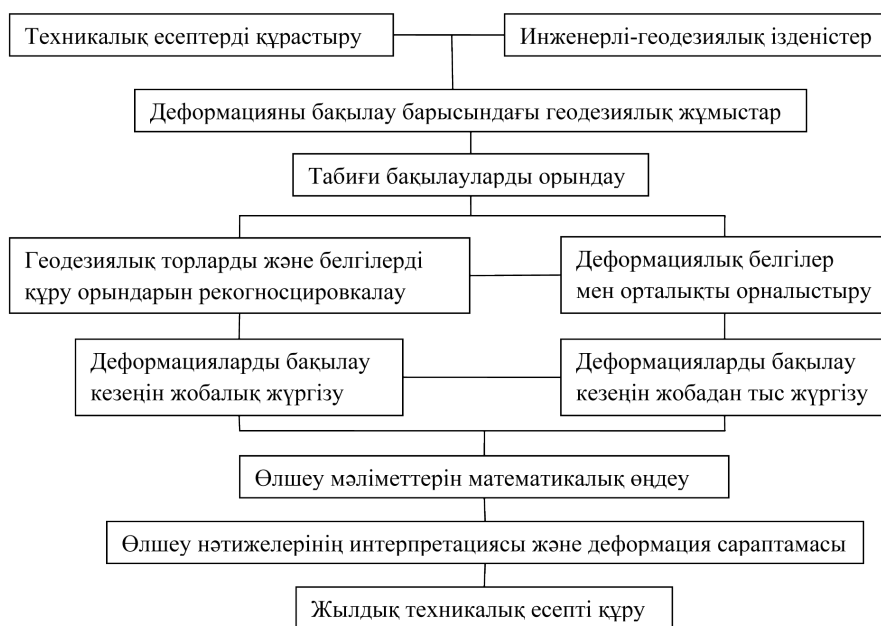 Техникалық есептерді құрастыру
Инженерлі-геодезиялық ізденістер
Деформацияны бақылау барысындағы геодезиялық жұмыстар
Табиғи бақылауларды орындау
Геодезиялық торларды және белгілерді
құру орындарын рекогносцировкалау
Деформациялық белгілер
мен орталықты орналыстыру
Деформацияларды бақылау
кезеңін жобалық жүргізу
Деформацияларды бақылау
кезеңін жобадан тыс жүргізу
Өлшеу мәліметтерін математикалық өңдеу
Өлшеу нәтижелерінің интерпретациясы және деформация сараптамасы
Жылдық техникалық есепті құру